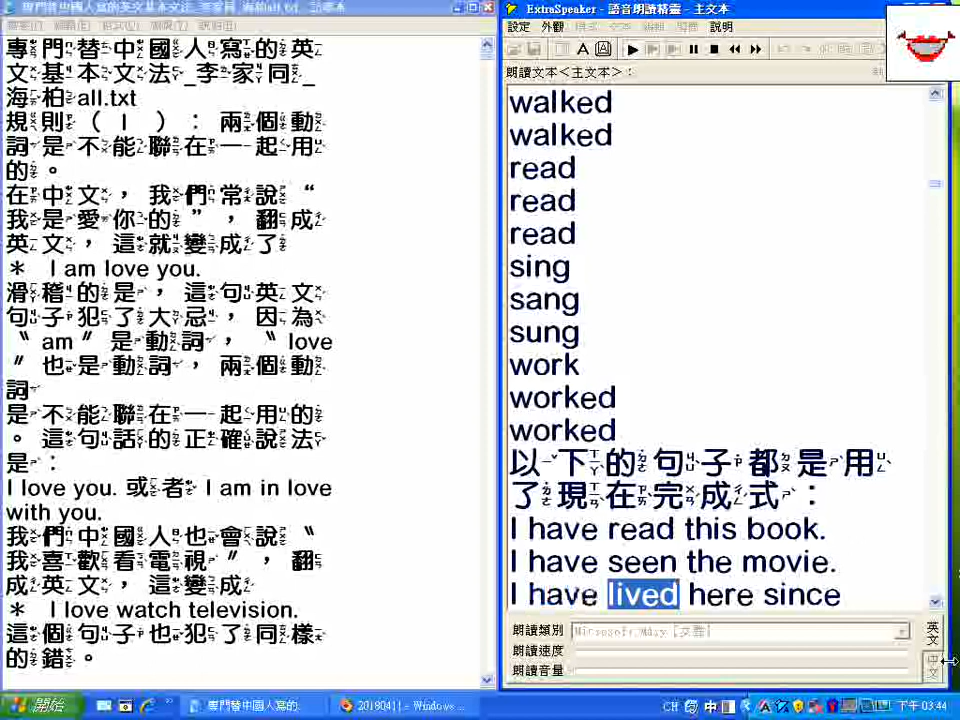 ExtraSpeaker - 語音朗讀精靈 - 主文本
設定 外觀 說明
朗讀文本<主文本>：
專門替中國人寫的英
文基本文法_李家同_
海柏all.txt
規則（１）：兩個動
詞是不能聯在一起用
的。
在中文，我們常說“
我是愛你的”，翻成
英文，這就變成了
* I am love you.
滑稽的是，這句英文
句子犯了大忌，因為
〝am〞是動詞，〝love
〞也是動詞，兩個動
詞
是不能聯在一起用的
。這句話的正確說法
是：
I love you. 或者 I am in love
with you.
我們中國人也會說〝
我喜歡看電視〞，翻
成英文，這變成
* I love watch television.
這個句子也犯了同樣
的錯。
walked
walked
read
read
read
sing
sang
sung
work
worked
worked
以下的句子都是用
了現在完成式：
I have read this book.
I have seen the movie.
I have lived here since
朗讀類別
朗讀速度
朗讀音量
英文
中文
開始
專門替中國人寫的...
20180411 - Windows ...
CH
中
下午 03:44